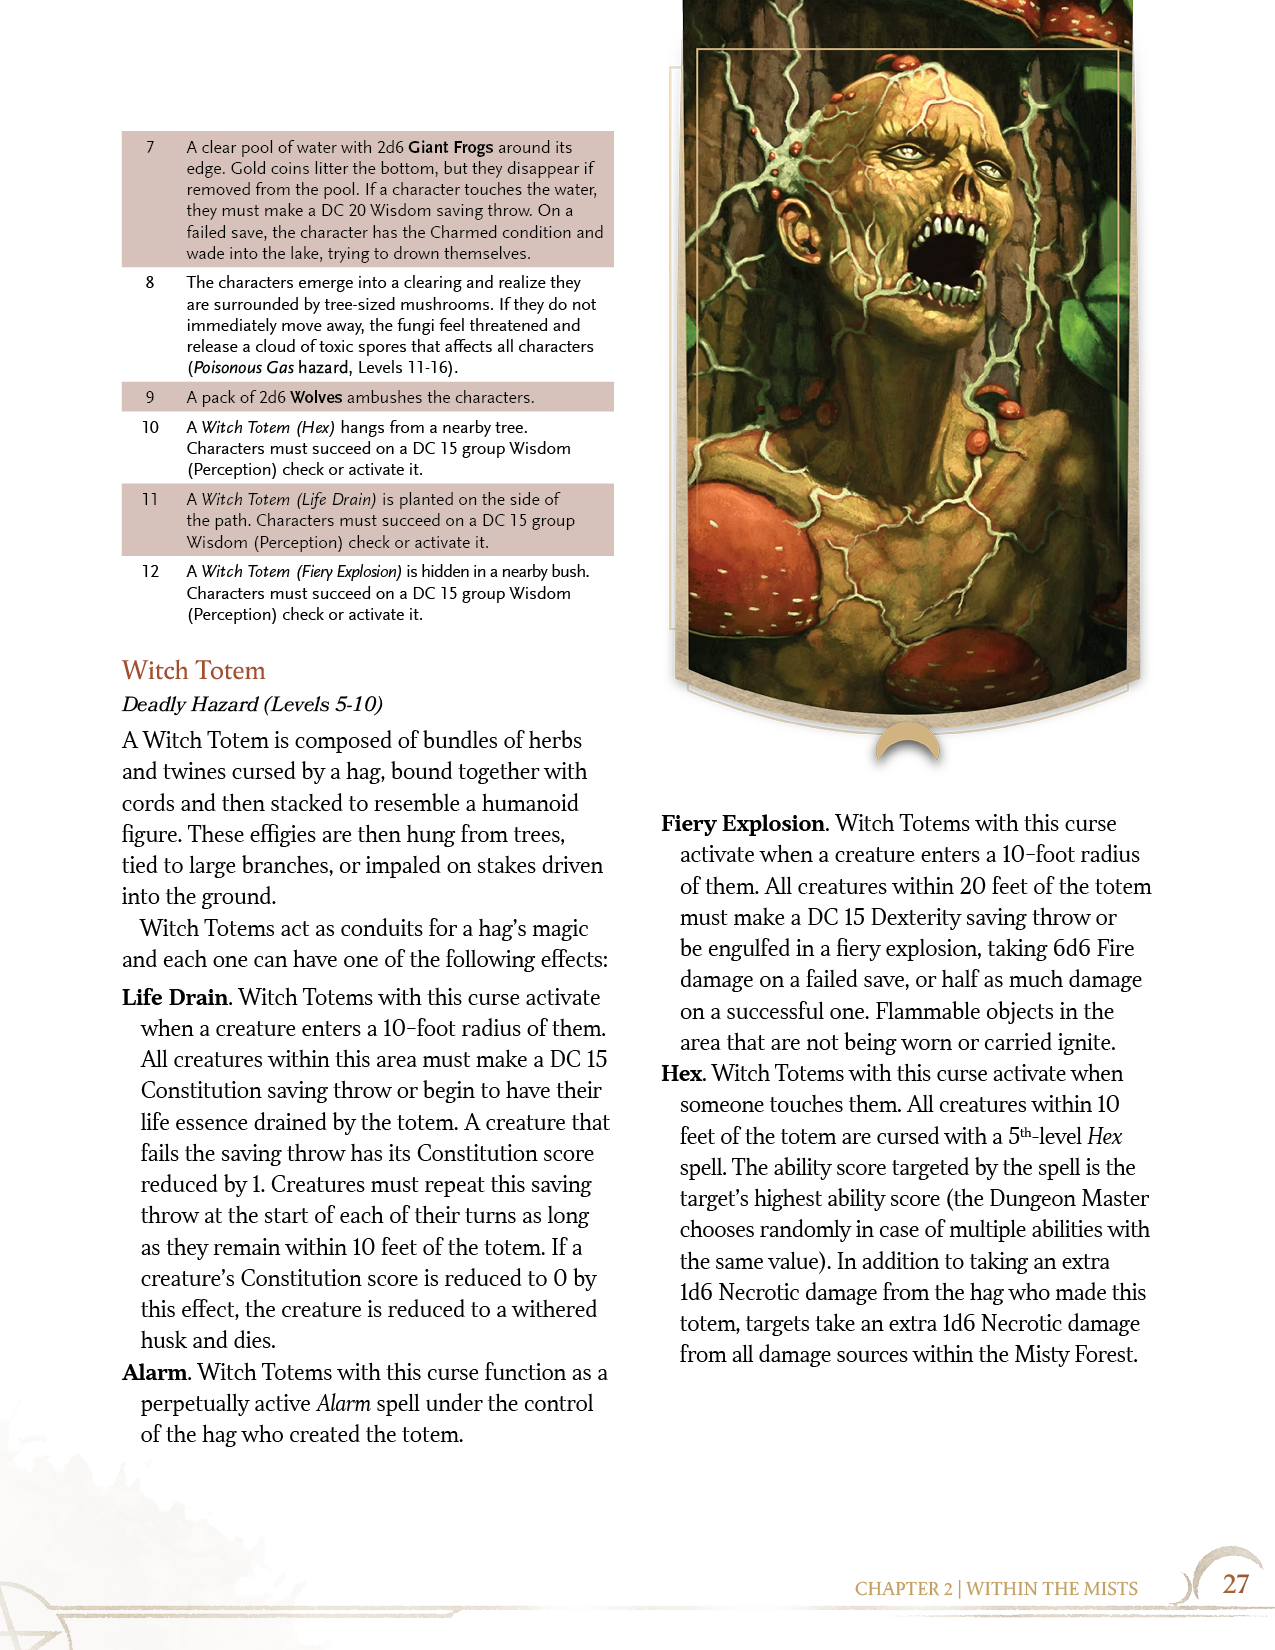 7 A clear pool of water with 2d6 Giant Frogs around its
edge. Gold coins litter the bottom, but they disappear if
removed from the pool. If a character touches the water,
they must make a DC 20 Wisdom saving throw. On a
failed save, the character has the Charmed condition and
wade into the lake, trying to drown themselves.
8 The characters emerge into a clearing and realize they
are surrounded by tree-sized mushrooms. If they do not
immediately move away, the fungi feel threatened and
release a cloud of toxic spores that affects all characters
(Poisonous Gas hazard, Levels 11-16).
9 A pack of 2d6 Wolves ambushes the characters.
10 A Witch Totem (Hex) hangs from a nearby tree.
Characters must succeed on a DC 15 group Wisdom
(Perception) check or activate it.
11 A Witch Totem (Life Drain) is planted on the side of
the path. Characters must succeed on a DC 15 group
Wisdom (Perception) check or activate it.
12 A Witch Totem (Fiery Explosion) is hidden in a nearby bush.
Characters must succeed on a DC 15 group Wisdom
(Perception) check or activate it.
Witch Totem
Deadly Hazard (Levels 5-10)
A Witch Totem is composed of bundles of herbs
and twines cursed by a hag, bound together with
cords and then stacked to resemble a humanoid
figure. These effigies are then hung from trees,
tied to large branches, or impaled on stakes driven
into the ground.
Witch Totems act as conduits for a hag's magic
and each one can have one of the following effects:
Life Drain. Witch Totems with this curse activate
when a creature enters a 10-foot radius of them.
All creatures within this area must make a DC 15
Constitution saving throw or begin to have their
life essence drained by the totem. A creature that
fails the saving throw has its Constitution score
reduced by 1. Creatures must repeat this saving
throw at the start of each of their turns as long
as they remain within 10 feet of the totem. If a
creature's Constitution score is reduced to 0 by
this effect, the creature is reduced to a withered
husk and dies.
Alarm. Witch Totems with this curse function as a
perpetually active Alarm spell under the control
of the hag who created the totem.
Fiery Explosion. Witch Totems with this curse
activate when a creature enters a 10-foot radius
of them. All creatures within 20 feet of the totem
must make a DC 15 Dexterity saving throw or
be engulfed in a fiery explosion, taking 6d6 Fire
damage on a failed save, or half as much damage
on a successful one. Flammable objects in the
area that are not being worn or carried ignite.
Hex. Witch Totems with this curse activate when
someone touches them. All creatures within 10
feet of the totem are cursed with a 5th-level Hex
spell. The ability score targeted by the spell is the
target's highest ability score (the Dungeon Master
chooses randomly in case of multiple abilities with
the same value). In addition to taking an extra
1d6 Necrotic damage from the hag who made this
totem, targets take an extra 1d6 Necrotic damage
from all damage sources within the Misty Forest.
CHAPTER 2 | WITHIN THE MISTS 27